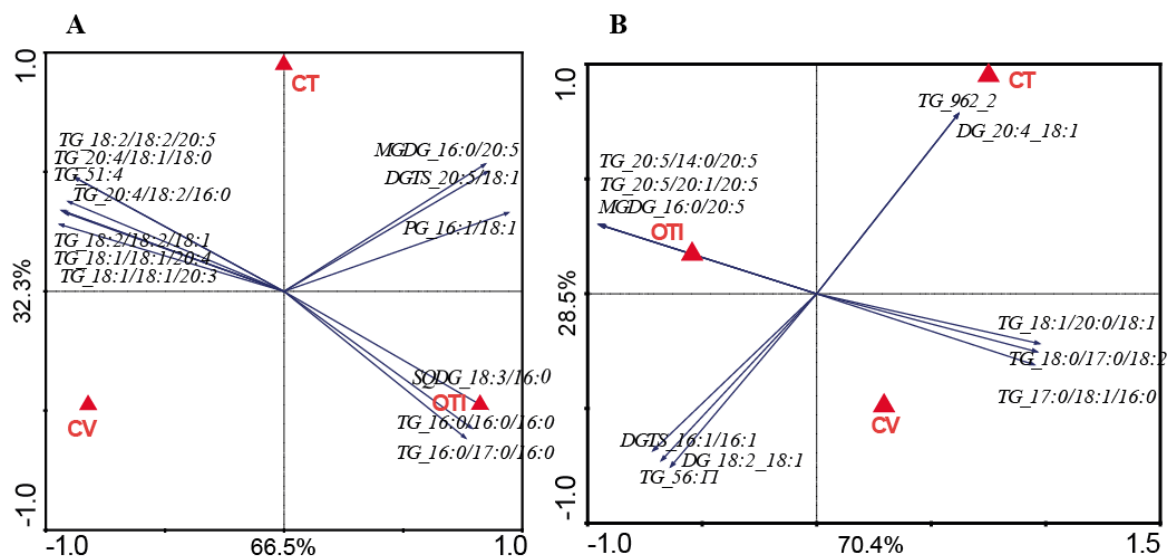 A
1.0
CT
TG_18:2/18:2/20:5
TG_20:4/18:1/18:0
TG_51:4
TG_20:4/18:2/16:0
MGDG_16:0/20:5
DGTS_20:5/18:1
PG_16:1/18:1
TG_18:2/18:2/18:1
TG_18:1/18:1/20:4
TG_18:1/18:1/20:3
32.3%
SQDG_18:3/16:0
OTI
CV
TG_16:0/16:0/16:0
TG_16:0/17:0/16:0
-1.0
-1.0
66.5%
1.0
B
1.0
CT
TG_962_2
DG_20:4_18:1
TG_20:5/14:0/20:5
TG_20:5/20:1/20:5
MGDG_16:0/20:5
OTI
28.5%
TG_18:1/20:0/18:1
TG_18:0/17:0/18:2
TG_17:0/18:1/16:0
CV
DGTS_16:1/16:1
DG_18:2_18:1
TG_56:11
-1.0
-1.0
70.4%
1.5